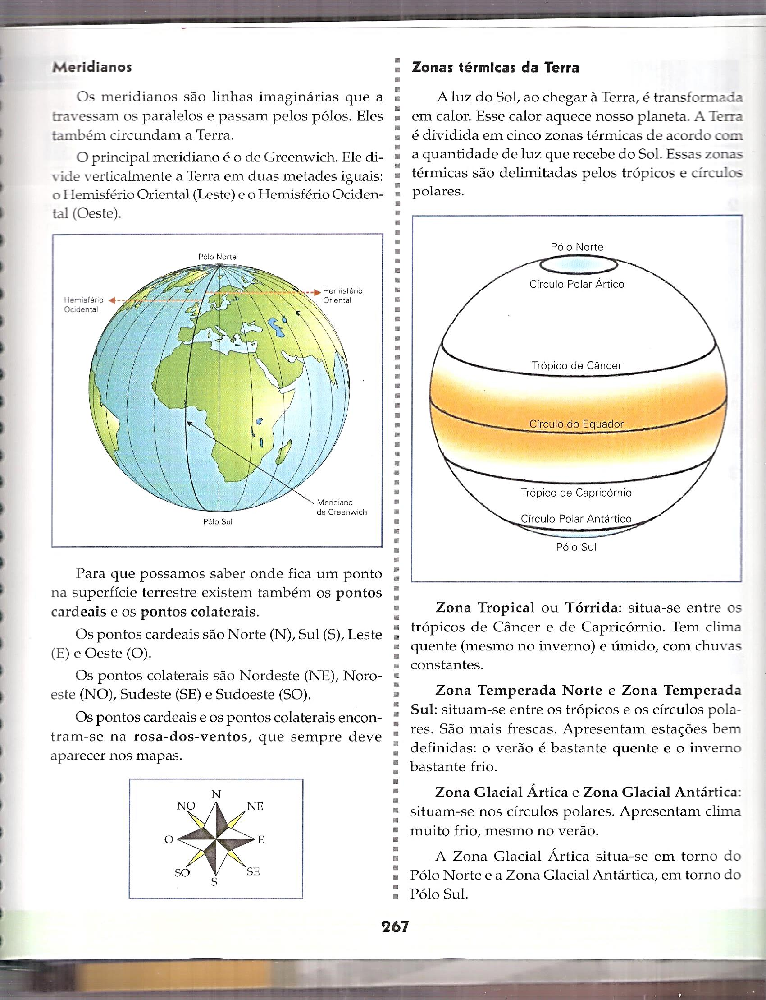 Meridianos
Os meridianos são linhas imaginárias que a
travessam os paralelos e passam pelos pólos. Eles
também circundam a Terra.
O principal meridiano é o de Greenwich. Ele di-
vide verticalmente a Terra em duas metades iguais:
o Hemisfério Oriental (Leste) e o Hemisfério Ociden-
tal (Oeste).
Pólo Norte
Hemisfério
Oriental
Hemisfério
Ocidental
Meridiano
de Greenwich
Pólo Sul
Para que possamos saber onde fica um ponto
na superfície terrestre existem também os pontos
cardeais e os pontos colaterais.
Os pontos cardeais são Norte (N), Sul (S), Leste
(E) e Oeste (O).
Os pontos colaterais são Nordeste (NE), Noro-
este (NO), Sudeste (SE) e Sudoeste (SO).
Os pontos cardeais e os pontos colaterais encon-
tram-se na rosa-dos-ventos, que sempre deve
aparecer nos mapas.
N
NO
NE
O
E
SO
SE
S
Zonas térmicas da Terra
A luz do Sol, ao chegar à Terra, é transformada
em calor. Esse calor aquece nosso planeta. A Terra
é dividida em cinco zonas térmicas de acordo com
a quantidade de luz que recebe do Sol. Essas zonas
térmicas são delimitadas pelos trópicos e círculos
polares.
Pólo Norte
Círculo Polar Ártico
Trópico de Câncer
Círculo do Equador
Trópico de Capricórnio
Círculo Polar Antártico
Pólo Sul
Zona Tropical ou Tórrida: situa-se entre os
trópicos de Câncer e de Capricórnio. Tem clima
quente (mesmo no inverno) e úmido, com chuvas
constantes.
Zona Temperada Norte e Zona Temperada
Sul: situam-se entre os trópicos e os círculos pola-
res. São mais frescas. Apresentam estações bem
definidas: o verão é bastante quente e o inverno
bastante frio.
Zona Glacial Ártica e Zona Glacial Antártica:
situam-se nos círculos polares. Apresentam clima
muito frio, mesmo no verão.
A Zona Glacial Ártica situa-se em torno do
Pólo Norte e a Zona Glacial Antártica, em torno do
Pólo Sul.
267